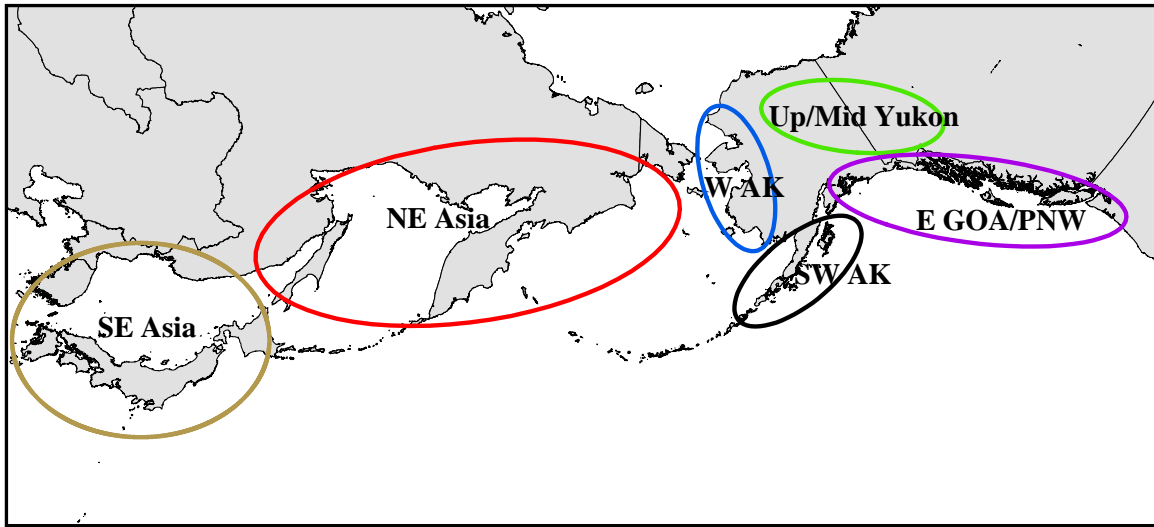 Up/Mid Yukon
W AK
NE Asia
E GOA/PNW
SW AK
SE Asia